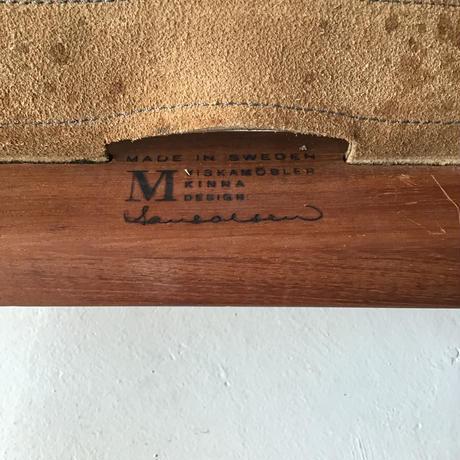 MADE IN SWEDEN
M VISKAMÖBLER
KINNA
DESIGN: